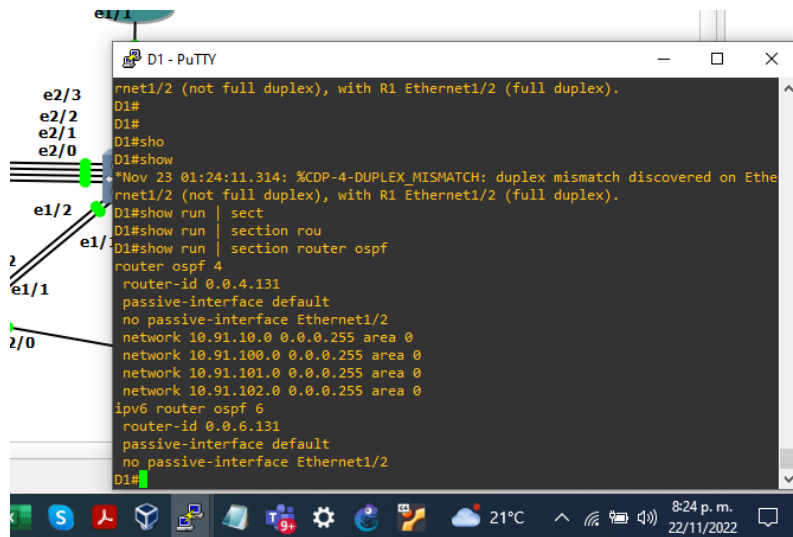 e1/1
D1 - PuTTY
e2/3
e2/2
e2/1
e2/0
e1/2
e1/1
e1/1
2/0
rnet1/2 (not full duplex), with R1 Ethernet1/2 (full duplex).
D1#
D1#
D1#sho
D1#show
*Nov 23 01:24:11.314: %CDP-4-DUPLEX_MISMATCH: duplex mismatch discovered on Ethe
rnet1/2 (not full duplex), with R1 Ethernet1/2 (full duplex).
D1#show run | sect
D1#show run | section rou
D1#show run | section router ospf
router ospf 4
router-id 0.0.4.131
passive-interface default
no passive-interface Ethernet1/2
network 10.91.10.0 0.0.0.255 area 0
network 10.91.100.0 0.0.0.255 area 0
network 10.91.101.0 0.0.0.255 area 0
network 10.91.102.0 0.0.0.255 area 0
ipv6 router ospf 6
router-id 0.0.6.131
passive-interface default
no passive-interface Ethernet1/2
D1#
9+
21°C
8:24 p. m.
22/11/2022